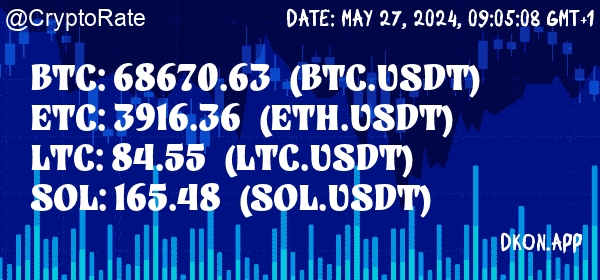 @CryptoRate
DATE: MAY 27, 2024, 09:05:08 GMT+1
BTC: 68670.63 (BTC.USDT)
ETC: 3916.36 (ETH.USDT)
LTC: 84.55 (LTC.USDT)
SOL: 165.48 (SOL.USDT)
DKON.APP